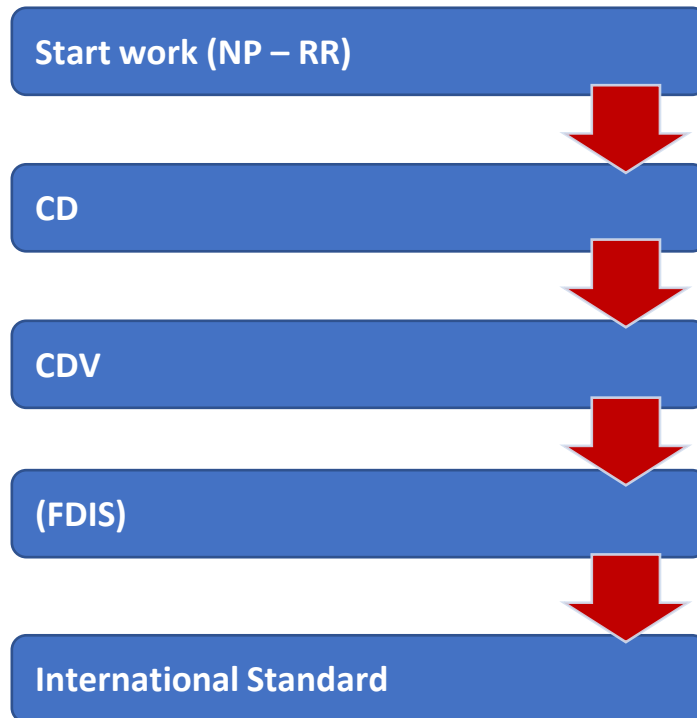 Start work (NP – RR)
CD
CDV
(FDIS)
International Standard